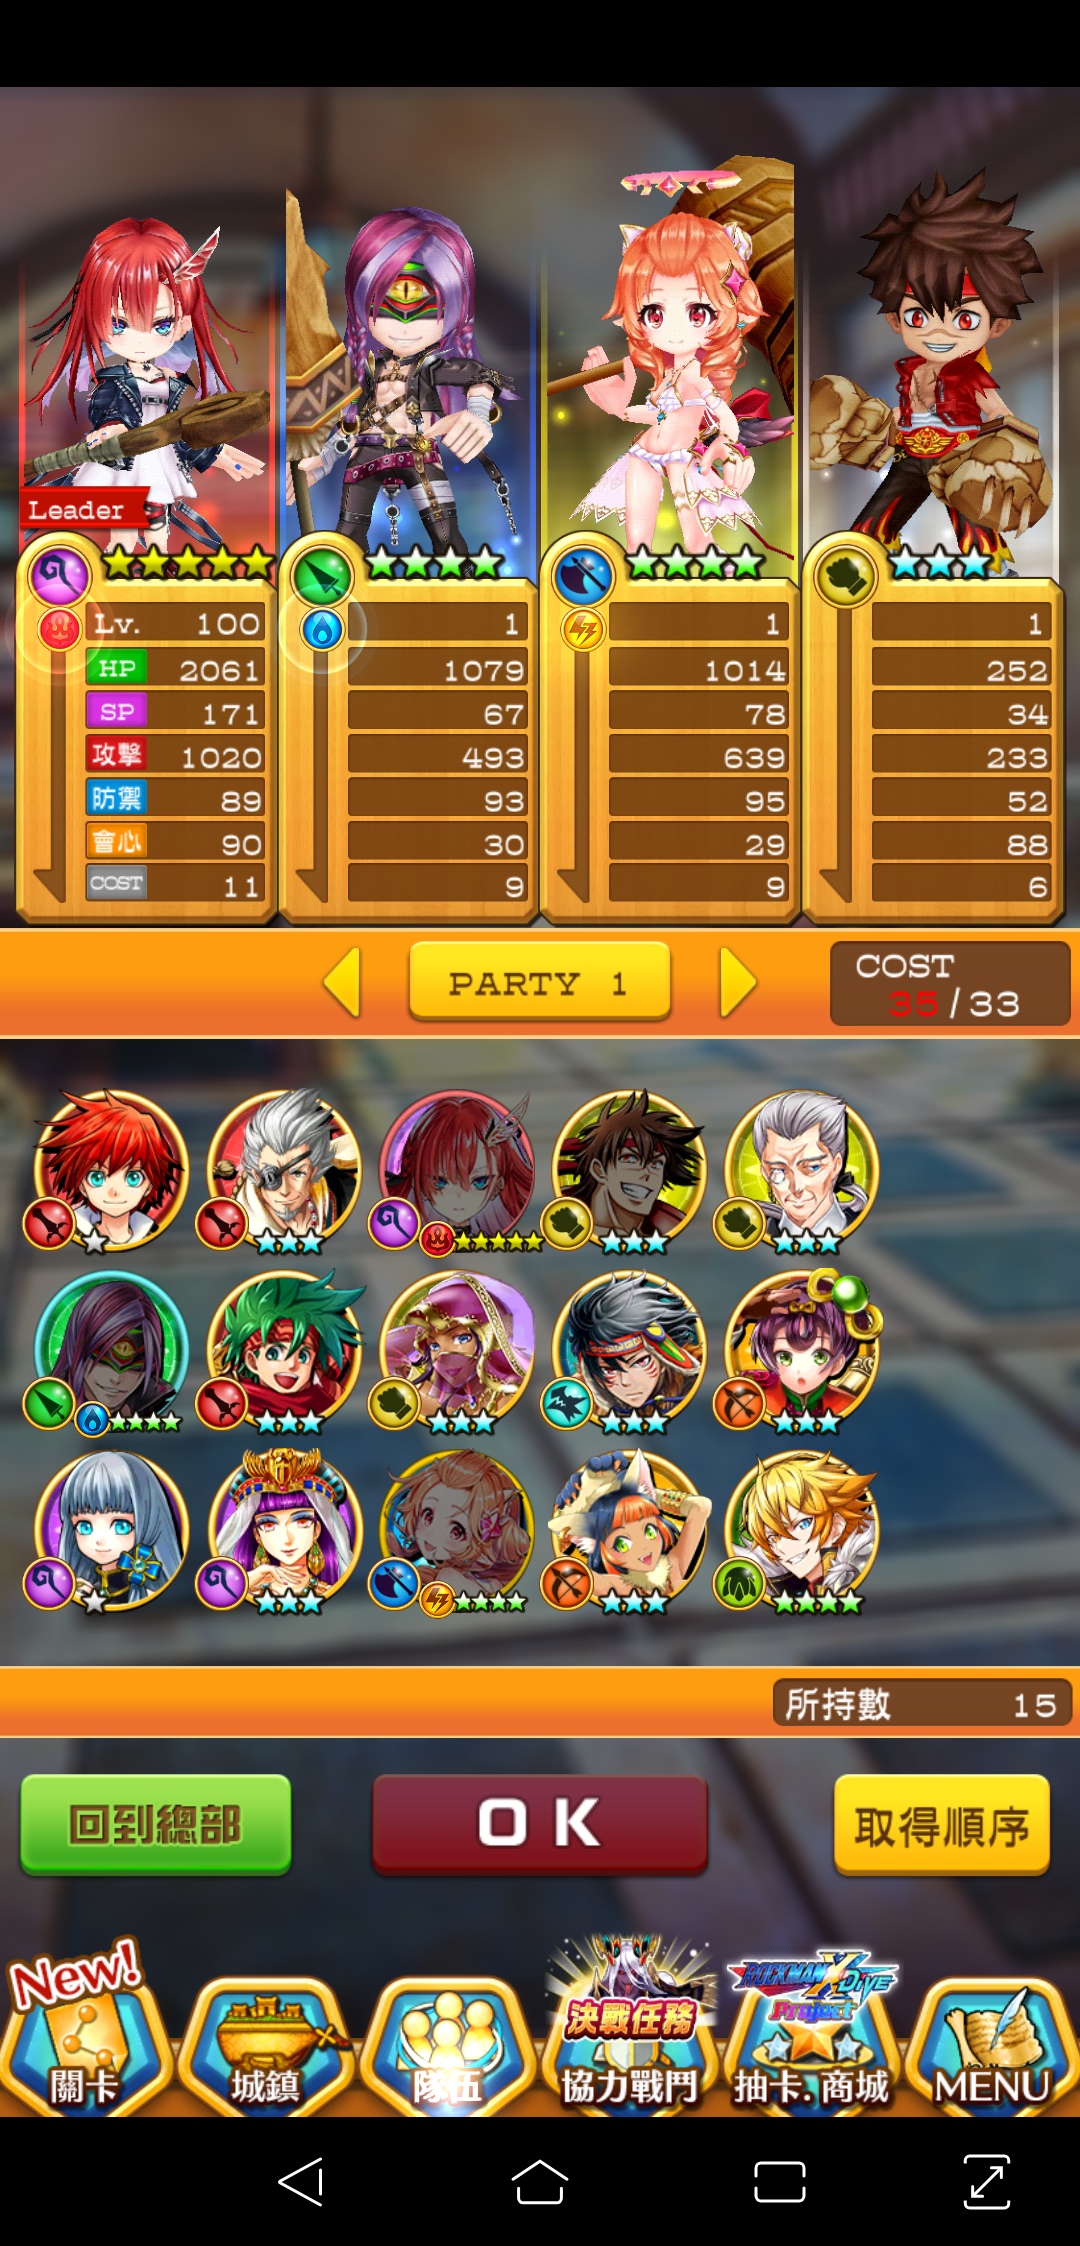 Leader
Lv. 100 1 1 1
HP 2061 1079 1014 252
SP 171 67 78 34
攻擊 1020 493 639 233
防禦 89 93 95 52
會心 90 30 29 88
COST 11 9 9 6
PARTY 1
COST
35/33
所持數 15
回到總部
OK
取得順序
New!
決戰任務
ROCKMAN X DiVE
Project
關卡
城鎮
隊伍
協力戰鬥
抽卡.商城
MENU